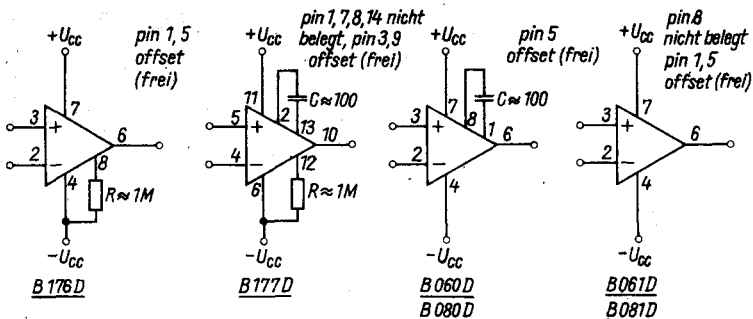 +Ucc
pin 1, 5
offset
(frei)
7
3
+
6
2
−
8
4
R≈1M
−Ucc
B176D
pin 1,7,8,14 nicht
belegt, pin 3,9
offset (frei)
+Ucc
11
2
C≈100
5
+
13
10
4
−
12
6
R≈1M
−Ucc
B177D
+Ucc
pin 5
offset (frei)
7
8
C≈100
3
+
1
6
2
−
4
−Ucc
B060D
B080D
+Ucc
pin 8
nicht belegt
pin 1,5
offset (frei)
7
3
+
6
2
−
4
−Ucc
B061D
B081D